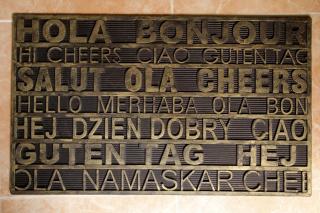 HOLA BONJOUR
HI CHEERS CIAO GUTEN TAG
SALUT OLA CHEERS
HELLO MERHABA OLA BON
HEJ DZIEN DOBRY CIAO
GUTEN TAG HEJ
OLA NAMASKAR CHEE